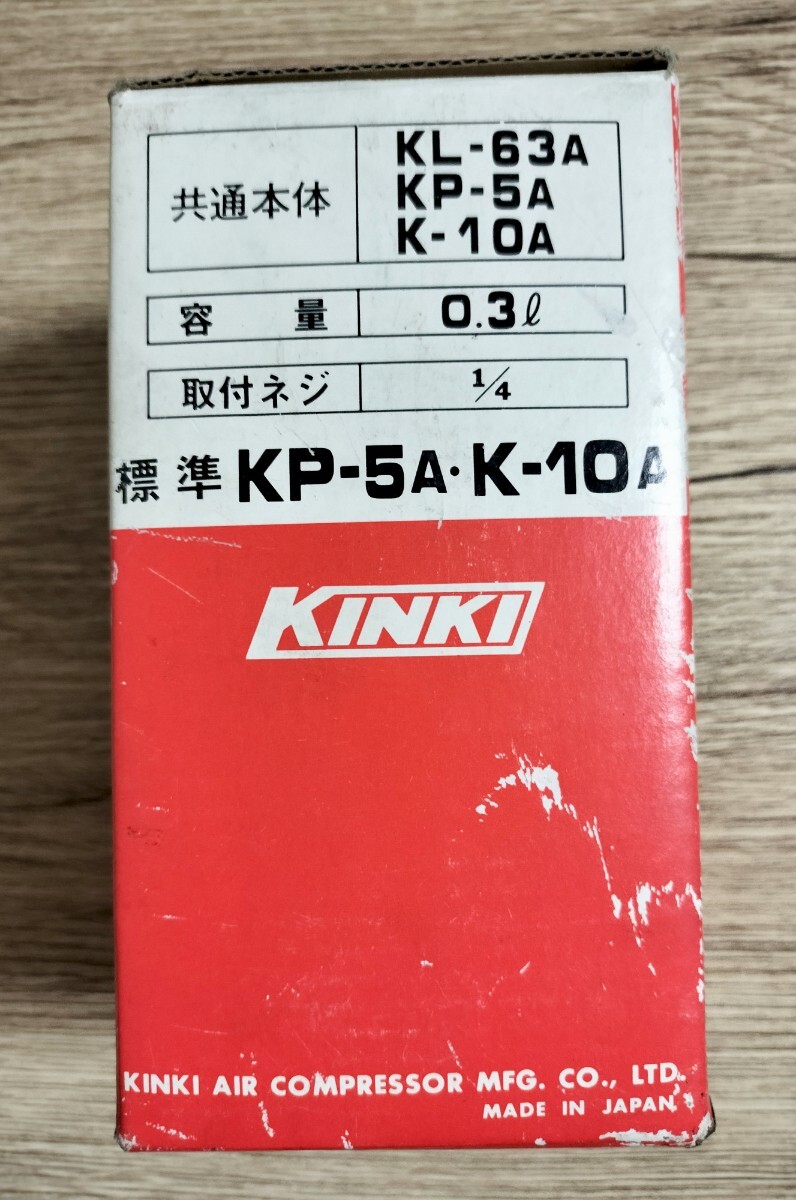 共通本体
KL-63A
KP-5A
K-10A
容量 0.3ℓ
取付ネジ 1/4
標準 KP-5A・K-10A
KINKI
KINKI AIR COMPRESSOR MFG. CO., LTD.
MADE IN JAPAN.